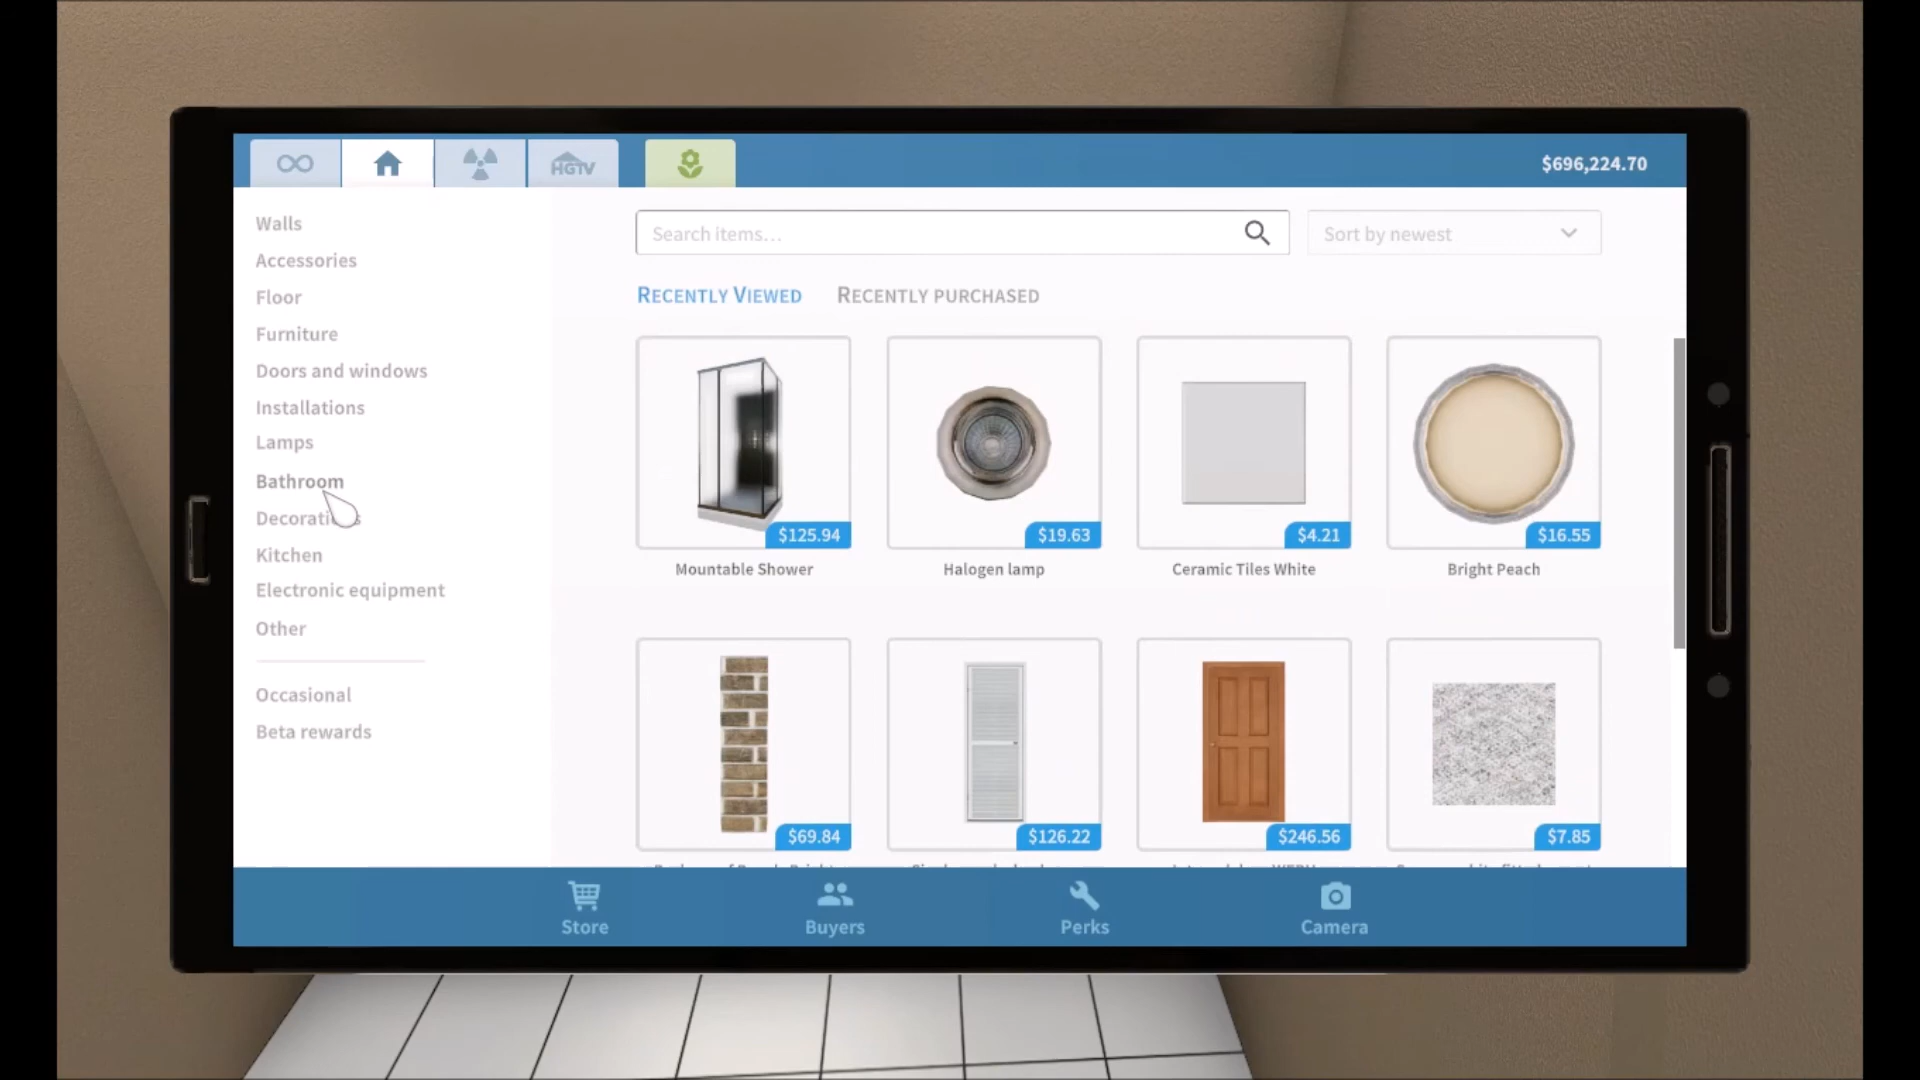 HGTV
$696,224.70
Walls
Accessories
Floor
Furniture
Doors and windows
Installations
Lamps
Bathroom
Decorations
Kitchen
Electronic equipment
Other
Occasional
Beta rewards
Search items...
Sort by newest
RECENTLY VIEWED
RECENTLY PURCHASED
$125.94
Mountable Shower
$19.63
Halogen lamp
$4.21
Ceramic Tiles White
$16.55
Bright Peach
$69.84
$126.22
$246.56
$7.85
Store
Buyers
Perks
Camera